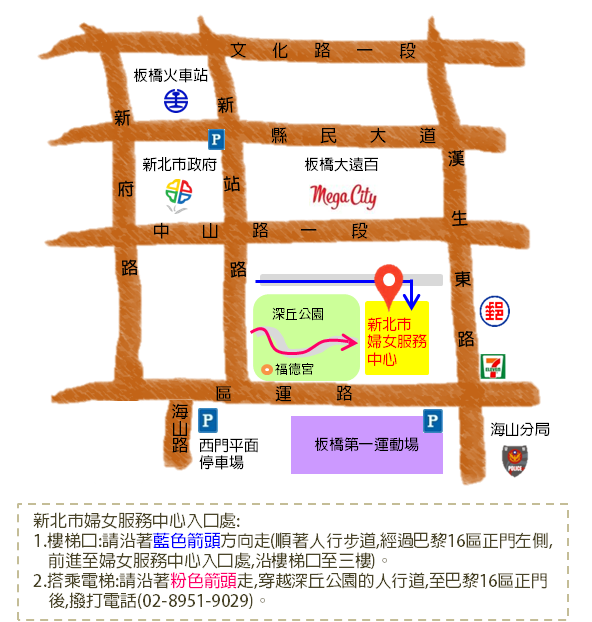 文化路一段
板橋火車站
新府路
新站路
P
縣民大道
漢生東路
新北市政府
板橋大遠百
Mega City
中山路一段
深丘公園
新北市
婦女服務
中心
福德宮
郵
7
ELEVEN
區運路
海山路
P
西門平面
停車場
板橋第一運動場
P
海山分局
POLICE
新北市婦女服務中心入口處:
1.樓梯口:請沿著藍色箭頭方向走(順著人行步道,經過巴黎16區正門左側,
前進至婦女服務中心入口處,沿樓梯口至三樓)。
2.搭乘電梯:請沿著粉色箭頭走,穿越深丘公園的人行道,至巴黎16區正門
後,撥打電話(02-8951-9029)。